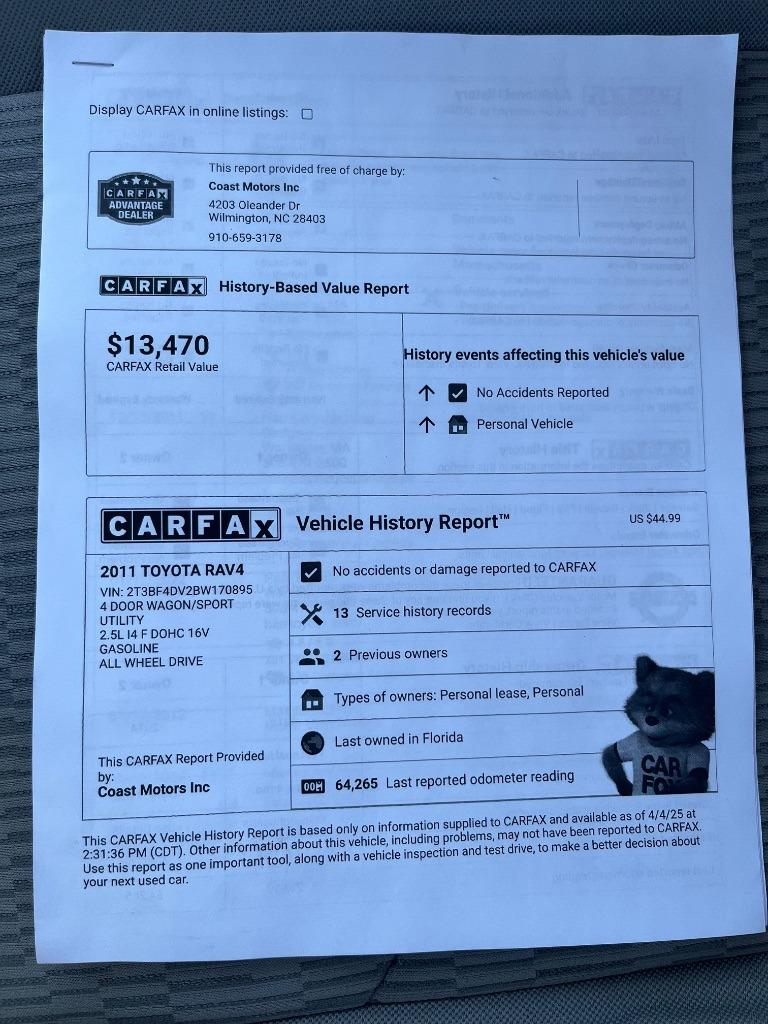 Display CARFAX in online listings:
This report provided free of charge by:
CARFAX
ADVANTAGE
DEALER
Coast Motors Inc
4203 Oleander Dr
Wilmington, NC 28403
910-659-3178
CARFAX History-Based Value Report
$13,470
CARFAX Retail Value
History events affecting this vehicle's value
No Accidents Reported
Personal Vehicle
CARFAX Vehicle History Report™ US $44.99
2011 TOYOTA RAV4
VIN: 2T3BF4DV2BW170895
4 DOOR WAGON/SPORT
UTILITY
2.5L I4 F DOHC 16V
GASOLINE
ALL WHEEL DRIVE
This CARFAX Report Provided
by:
Coast Motors Inc
No accidents or damage reported to CARFAX
13 Service history records
2 Previous owners
Types of owners: Personal lease, Personal
Last owned in Florida
64,265 Last reported odometer reading
CAR
FOX
This CARFAX Vehicle History Report is based only on information supplied to CARFAX and available as of 4/4/25 at
2:31:36 PM (CDT). Other information about this vehicle, including problems, may not have been reported to CARFAX.
Use this report as one important tool, along with a vehicle inspection and test drive, to make a better decision about
your next used car.